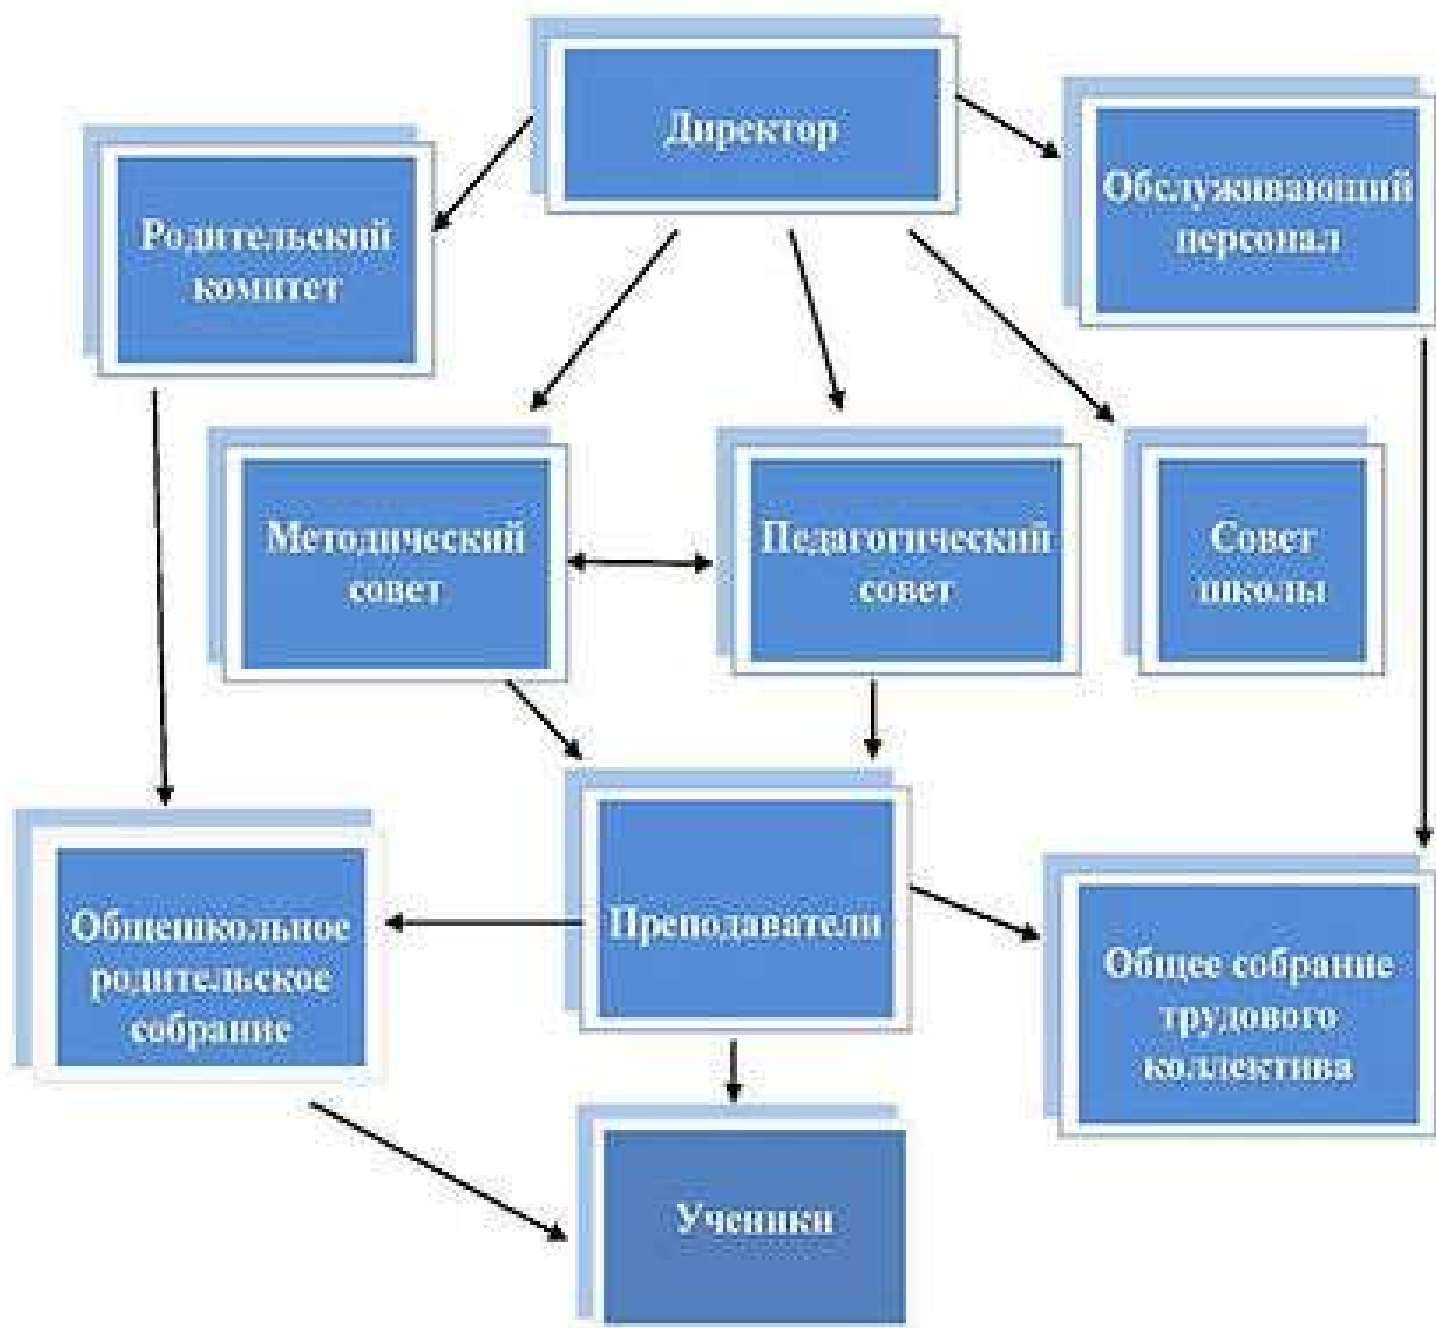 Директор
Обслуживающий
персонал
Родительский
комитет
Методический
совет
Педагогический
совет
Совет
школы
Преподаватели
Общешкольное
родительское
собрание
Общее собрание
трудового
коллектива
Ученики